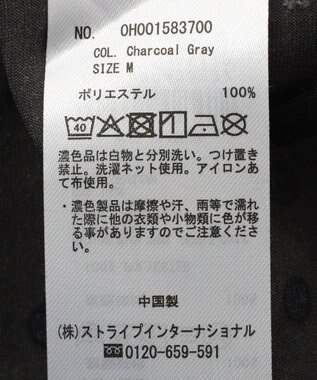 NO. OH001583700
COL. Charcoal Gray
SIZE M
ポリエステル 100%
40
濃色品は白物と分別洗い。つけ置き
禁止。洗濯ネット使用。アイロンあ
て布使用。
・濃色製品は摩擦や汗、雨等で濡れ
た際に他の衣類や小物類に色が移
る事がありますのでご注意くださ
い。
中国製
(株)ストライプインターナショナル
0120-659-591